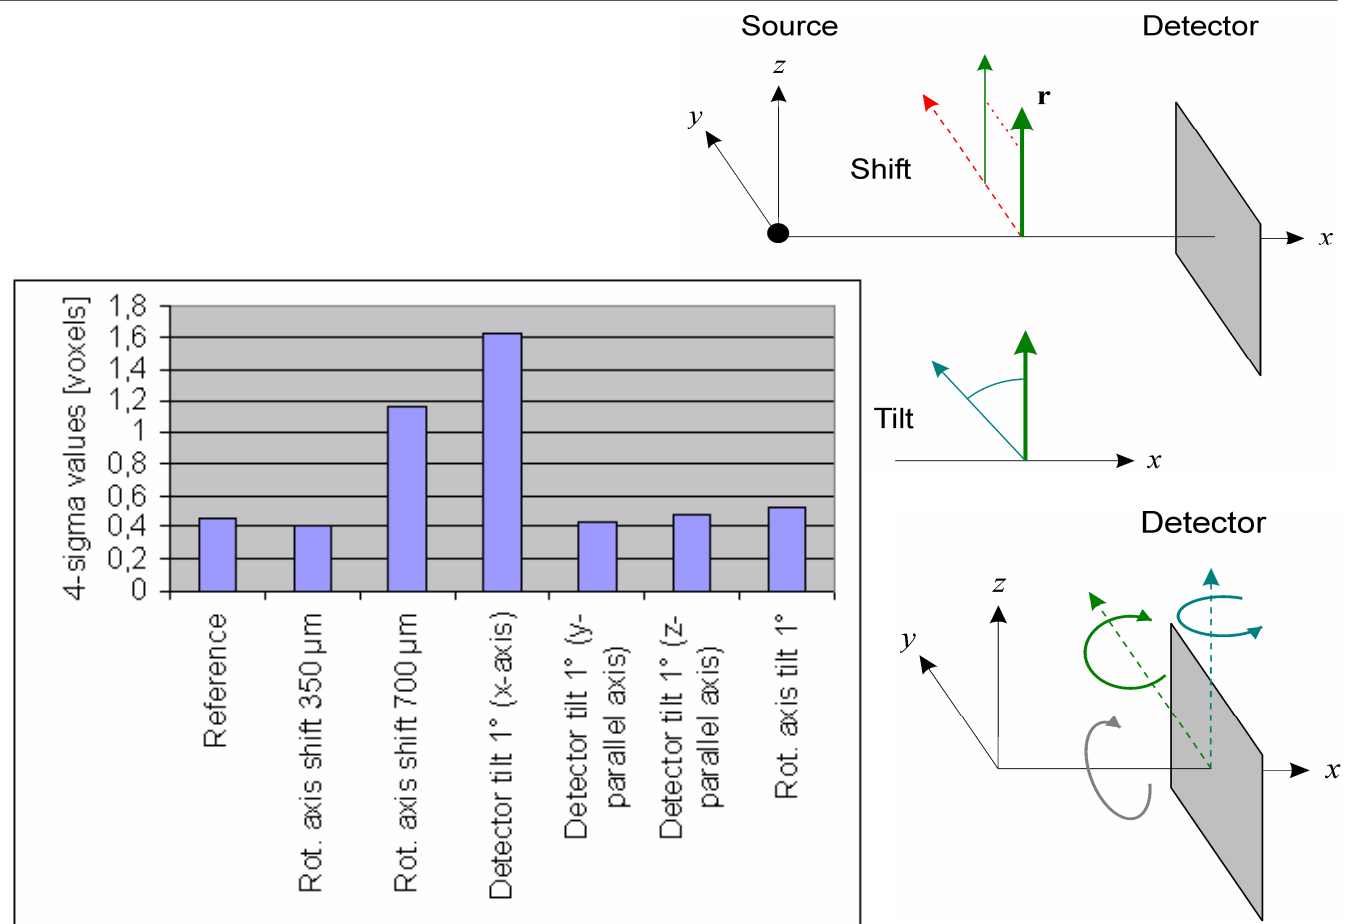 Source
Detector
z
y
r
Shift
x
Tilt
x
Detector
z
y
x
4-sigma values [voxels]
1,8
1,6
1,4
1,2
1
0,8
0,6
0,4
0,2
0
Reference
Rot. axis shift 350 µm
Rot. axis shift 700 µm
Detector tilt 1° (x-axis)
Detector tilt 1° (y-
parallel axis)
Detector tilt 1° (z-
parallel axis)
Rot. axis tilt 1°